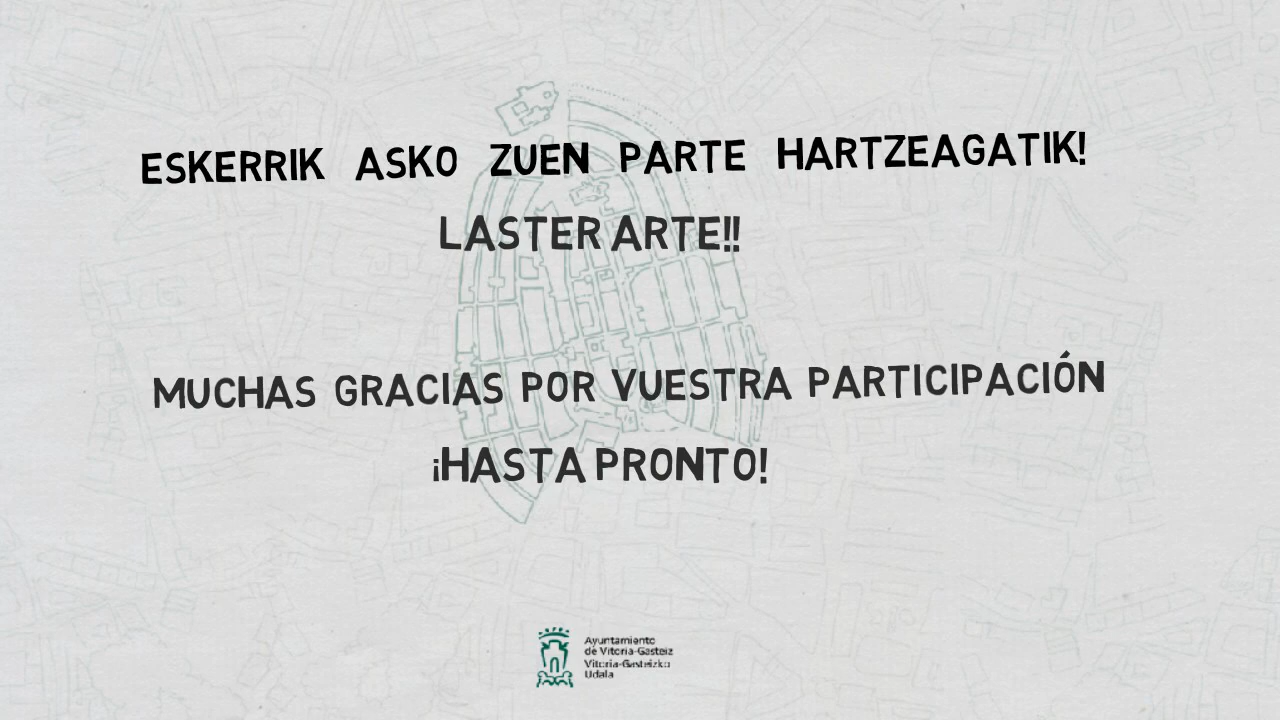 ESKERRIK ASKO ZUEN PARTE HARTZEAGATIK!
LASTER ARTE!!
MUCHAS GRACIAS POR VUESTRA PARTICIPACIÓN
¡HASTA PRONTO!
Ayuntamiento
de Vitoria-Gasteiz
Vitoria-Gasteizko
Udala